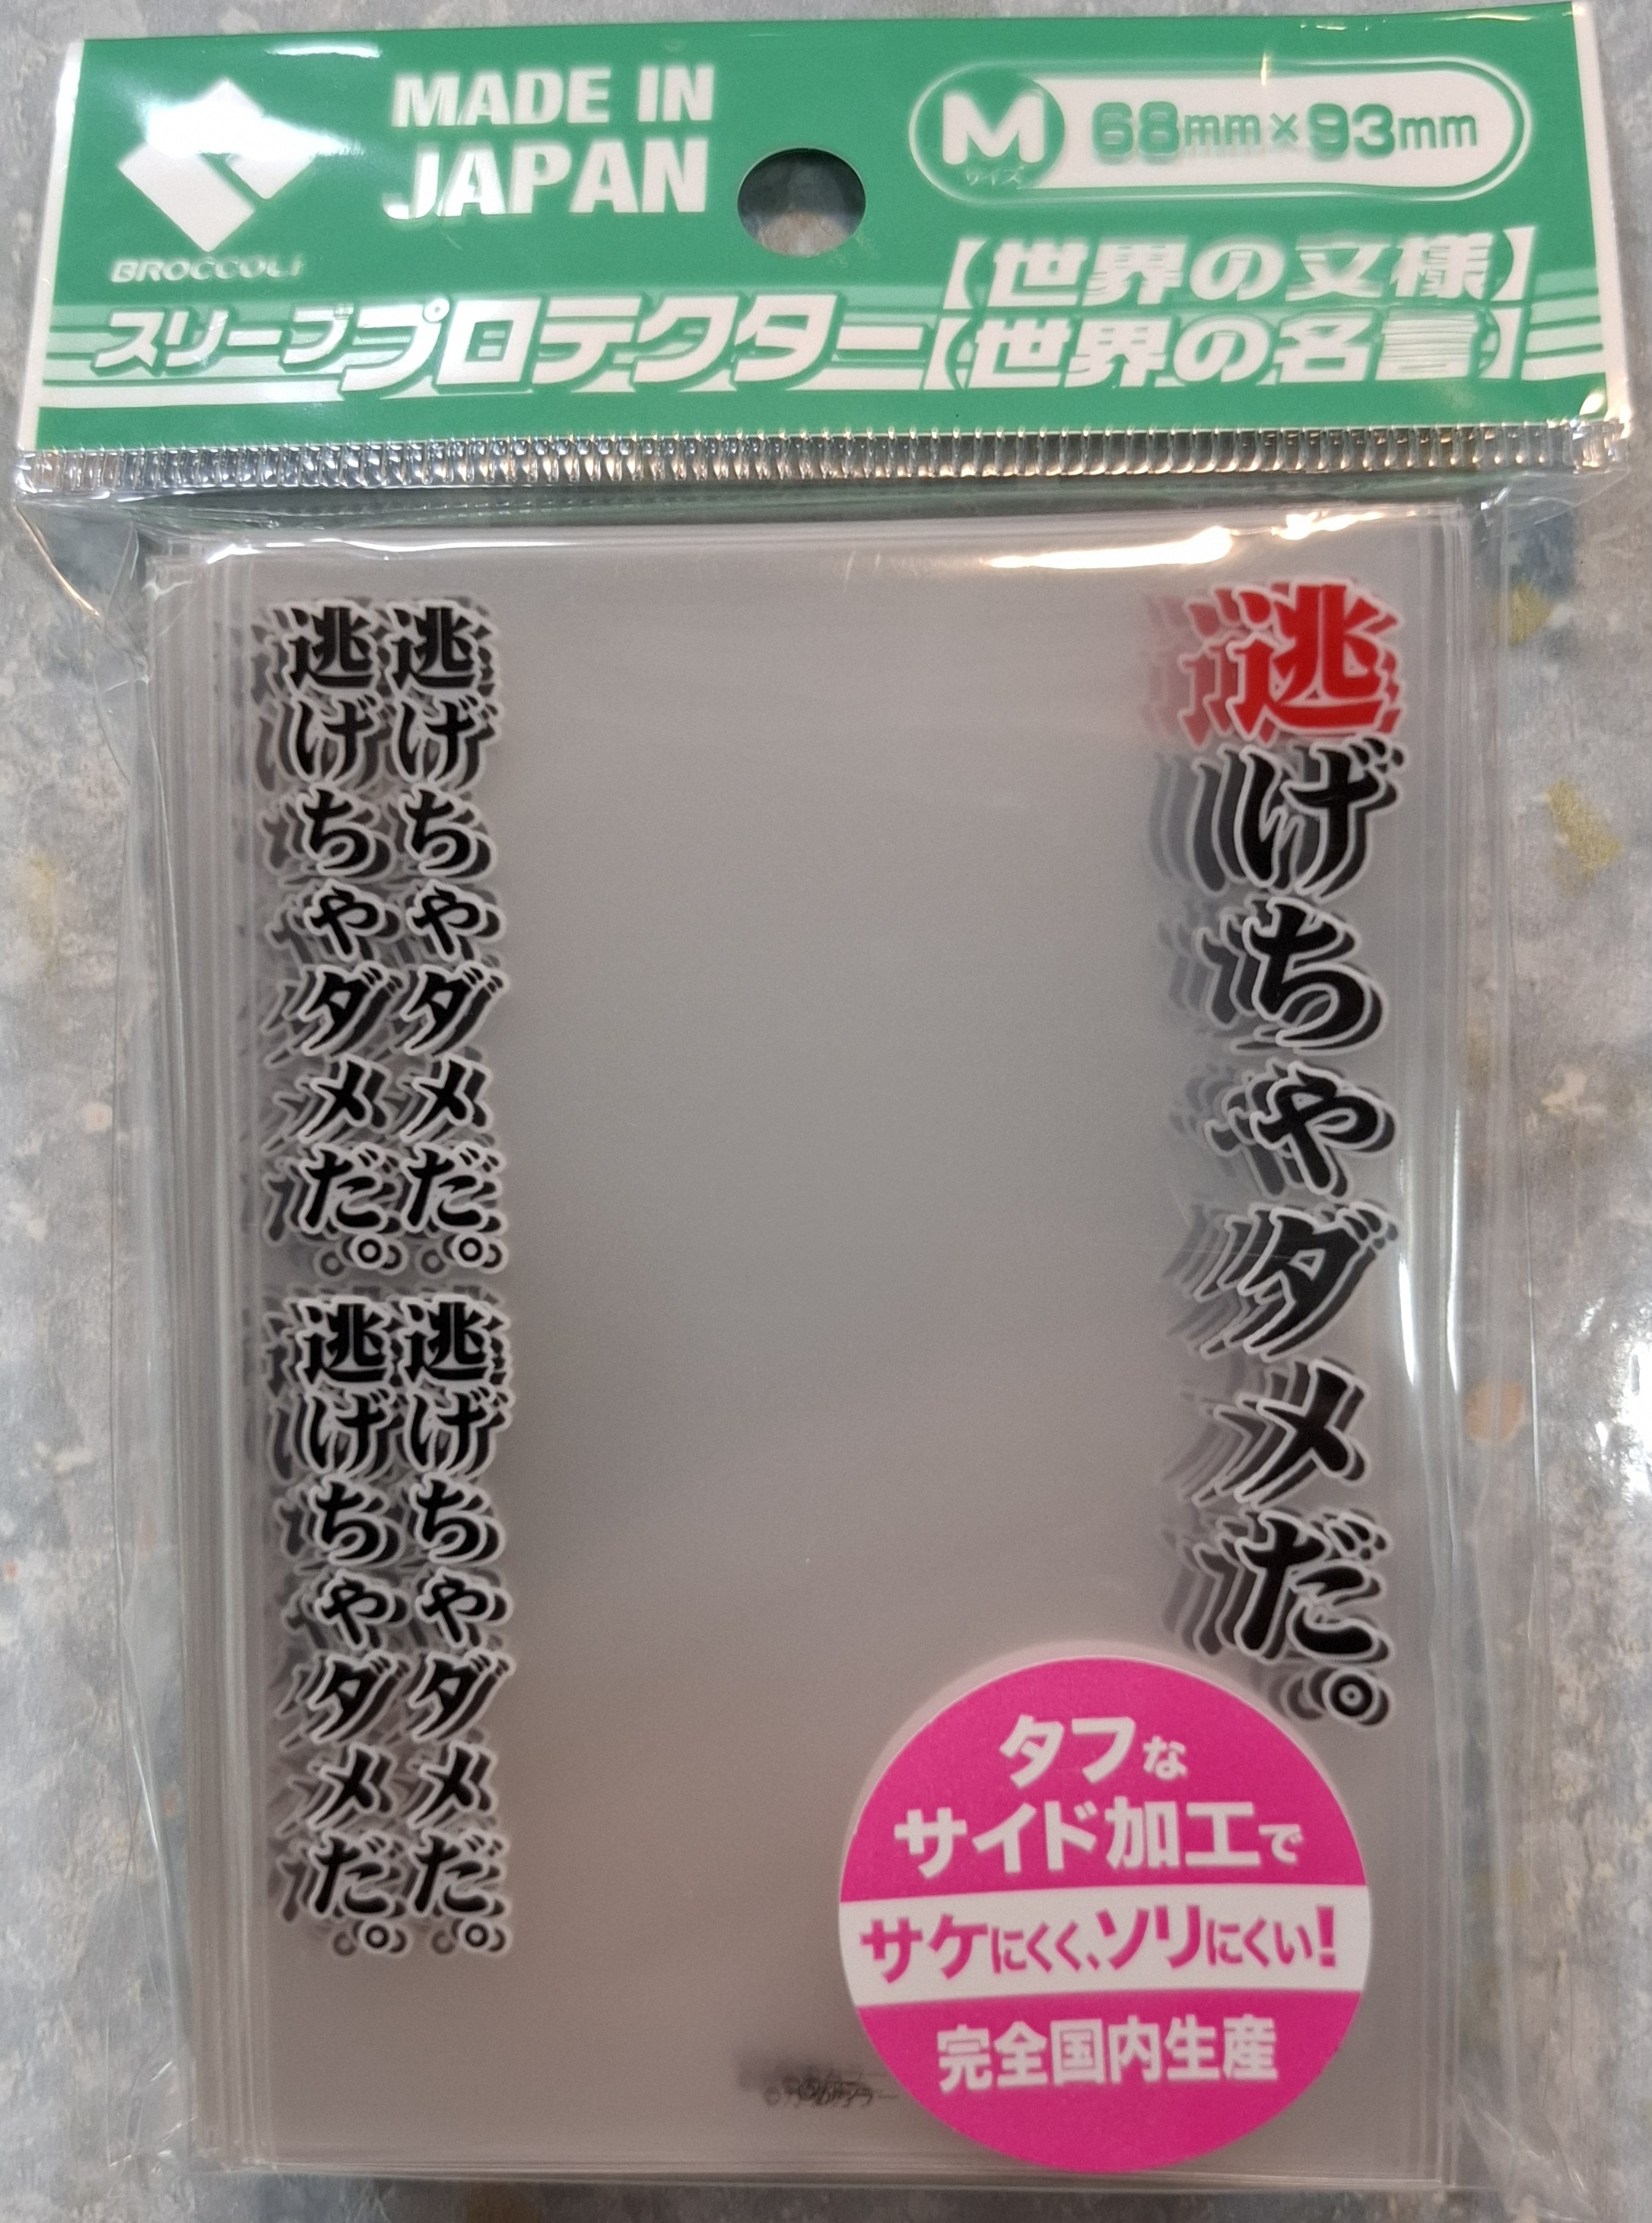 MADE IN
JAPAN
BROCCOLI
M
サイズ
68mm×93mm
【世界の文様】
スリーブプロテクター【世界の名言】
逃げちゃダメだ。
逃げちゃダメだ。
逃げちゃダメだ。
逃げちゃダメだ。
逃げちゃダメだ。
タフな
サイド加工で
サケにくく、ソリにくい!
完全国内生産